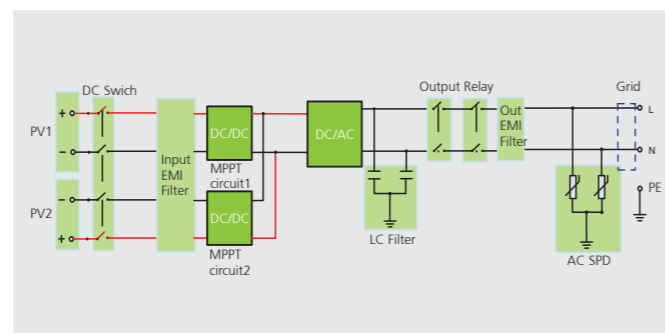 DC Swich
Output Relay
Grid
PV1
+
−
Input
EMI
Filter
DC/DC
MPPT
circuit1
DC/AC
Out
EMI
Filter
L
N
PV2
−
+
DC/DC
MPPT
circuit2
LC Filter
PE
AC SPD